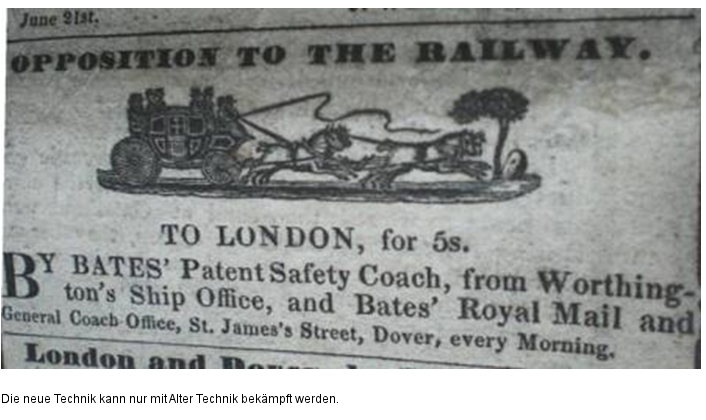 June 21st.
OPPOSITION TO THE RAILWAY.
TO LONDON, for 5s.
BY BATES' Patent Safety Coach, from Worthing-
ton's Ship Office, and Bates' Royal Mail and
General Coach Office, St. James's Street, Dover, every Morning.
London and
Die neue Technik kann nur mit Alter Technik bekämpft werden.